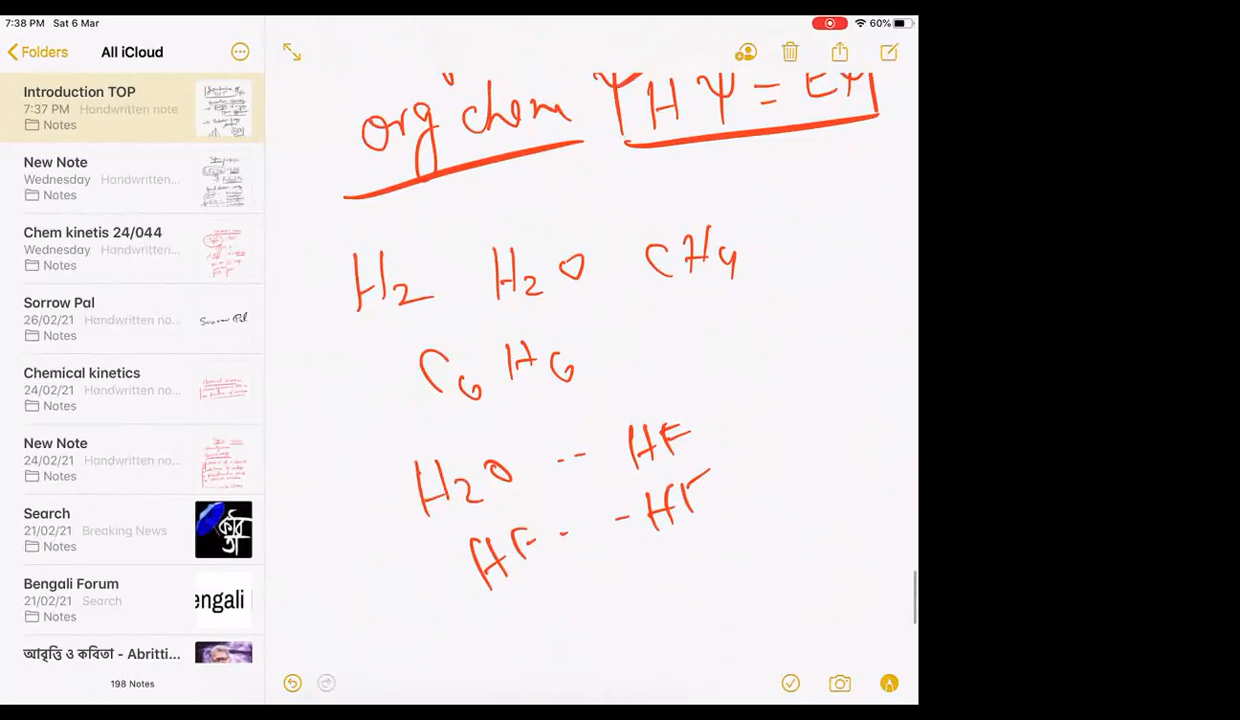 7:38 PM Sat 6 Mar
60%
Folders
All iCloud
Introduction TOP
7:37 PM Handwritten note
Notes
New Note
Wednesday Handwritten...
Notes
Chem kinetis 24/044
Wednesday Handwritten...
Notes
Sorrow Pal
26/02/21 Handwritten no...
Notes
Chemical kinetics
24/02/21 Handwritten no...
Notes
New Note
24/02/21 Handwritten no...
Notes
Search
21/02/21 Breaking News
Notes
Bengali Forum
21/02/21 Search
Notes
engali
আবৃত্তি ও কবিতা - Abritti...
198 Notes
org chem HΨ = EΨ
H2 H2O CH4
C6H6
H2O -- HF
HF - - HF